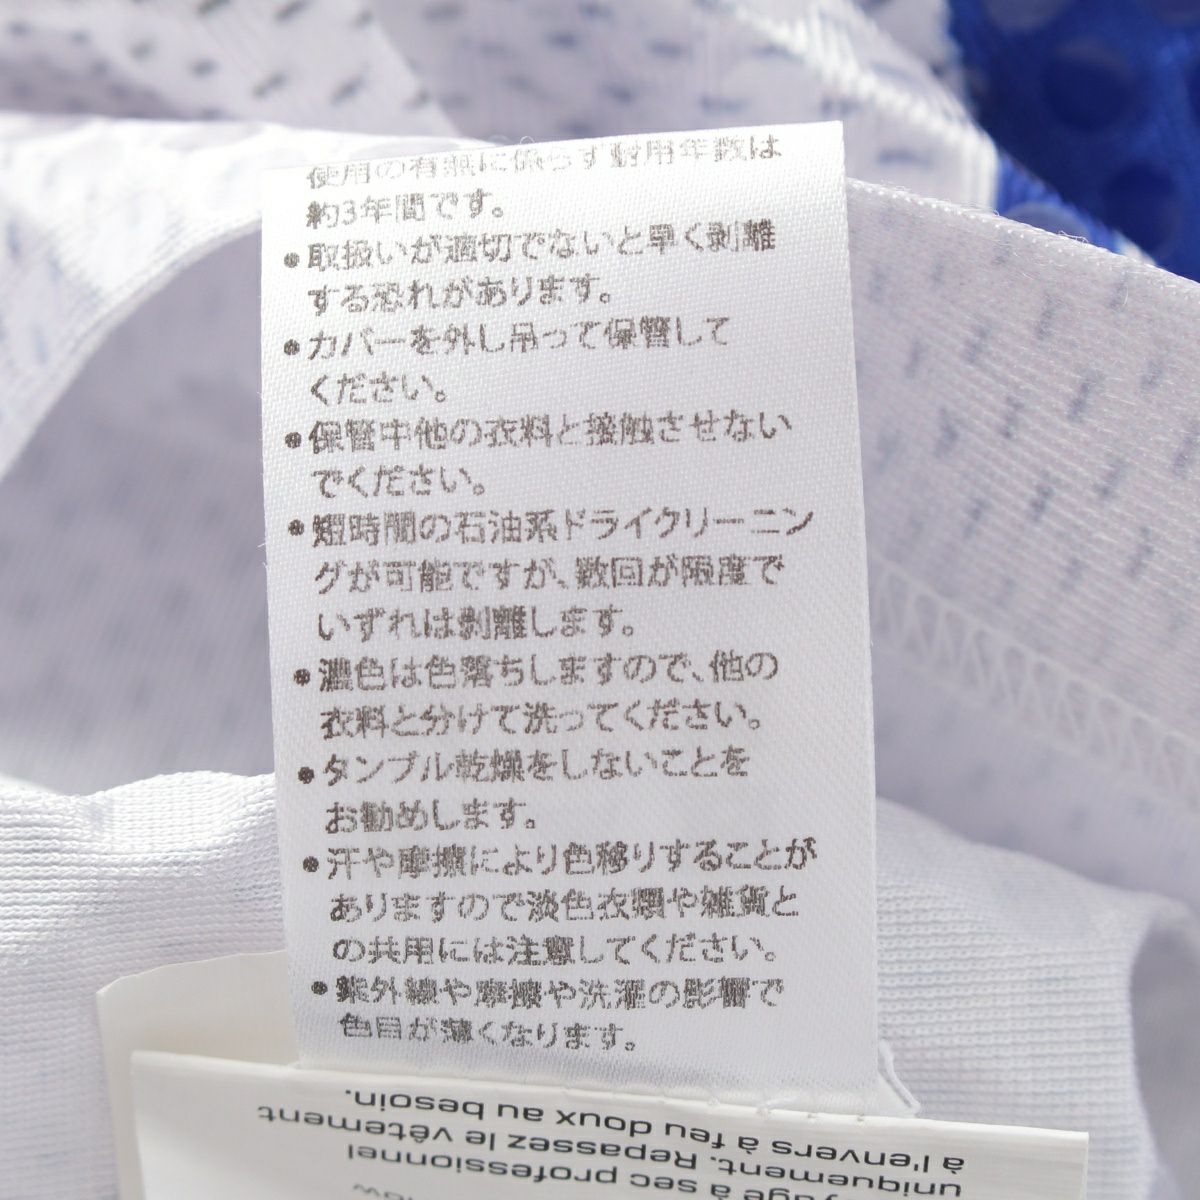 使用の有無に係らず耐用年数は
約3年間です。
●取扱いが適切でないと早く剥離
する恐れがあります。
●カバーを外し吊って保管して
ください。
●保管中他の衣料と接触させない
でください。
●短時間の石油系ドライクリーニン
グが可能ですが、数回が限度で
いずれは剥離します。
●濃色は色落ちしますので、他の
衣料と分けて洗ってください。
●タンブル乾燥をしないことを
お勧めします。
●汗や摩擦により色移りすることが
ありますので淡色衣類や雑貨と
の共用には注意してください。
●紫外線や摩擦や洗濯の影響で
色目が薄くなります。
à sec professionnel
uniquement. Repassez le vêtement
à l'envers à feu doux au besoin.